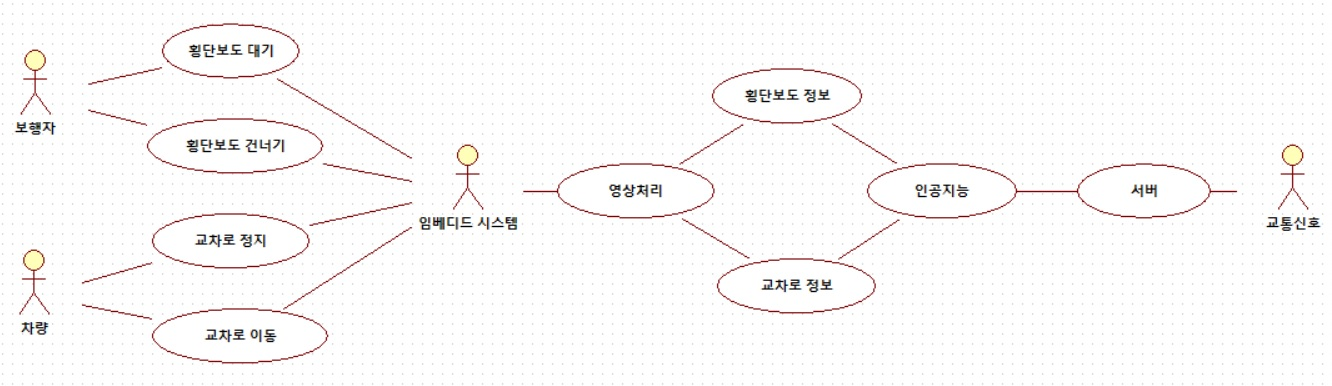 횡단보도 대기
보행자
횡단보도 건너기
교차로 정지
차량
교차로 이동
임베디드 시스템
영상처리
횡단보도 정보
교차로 정보
인공지능
서버
교통신호